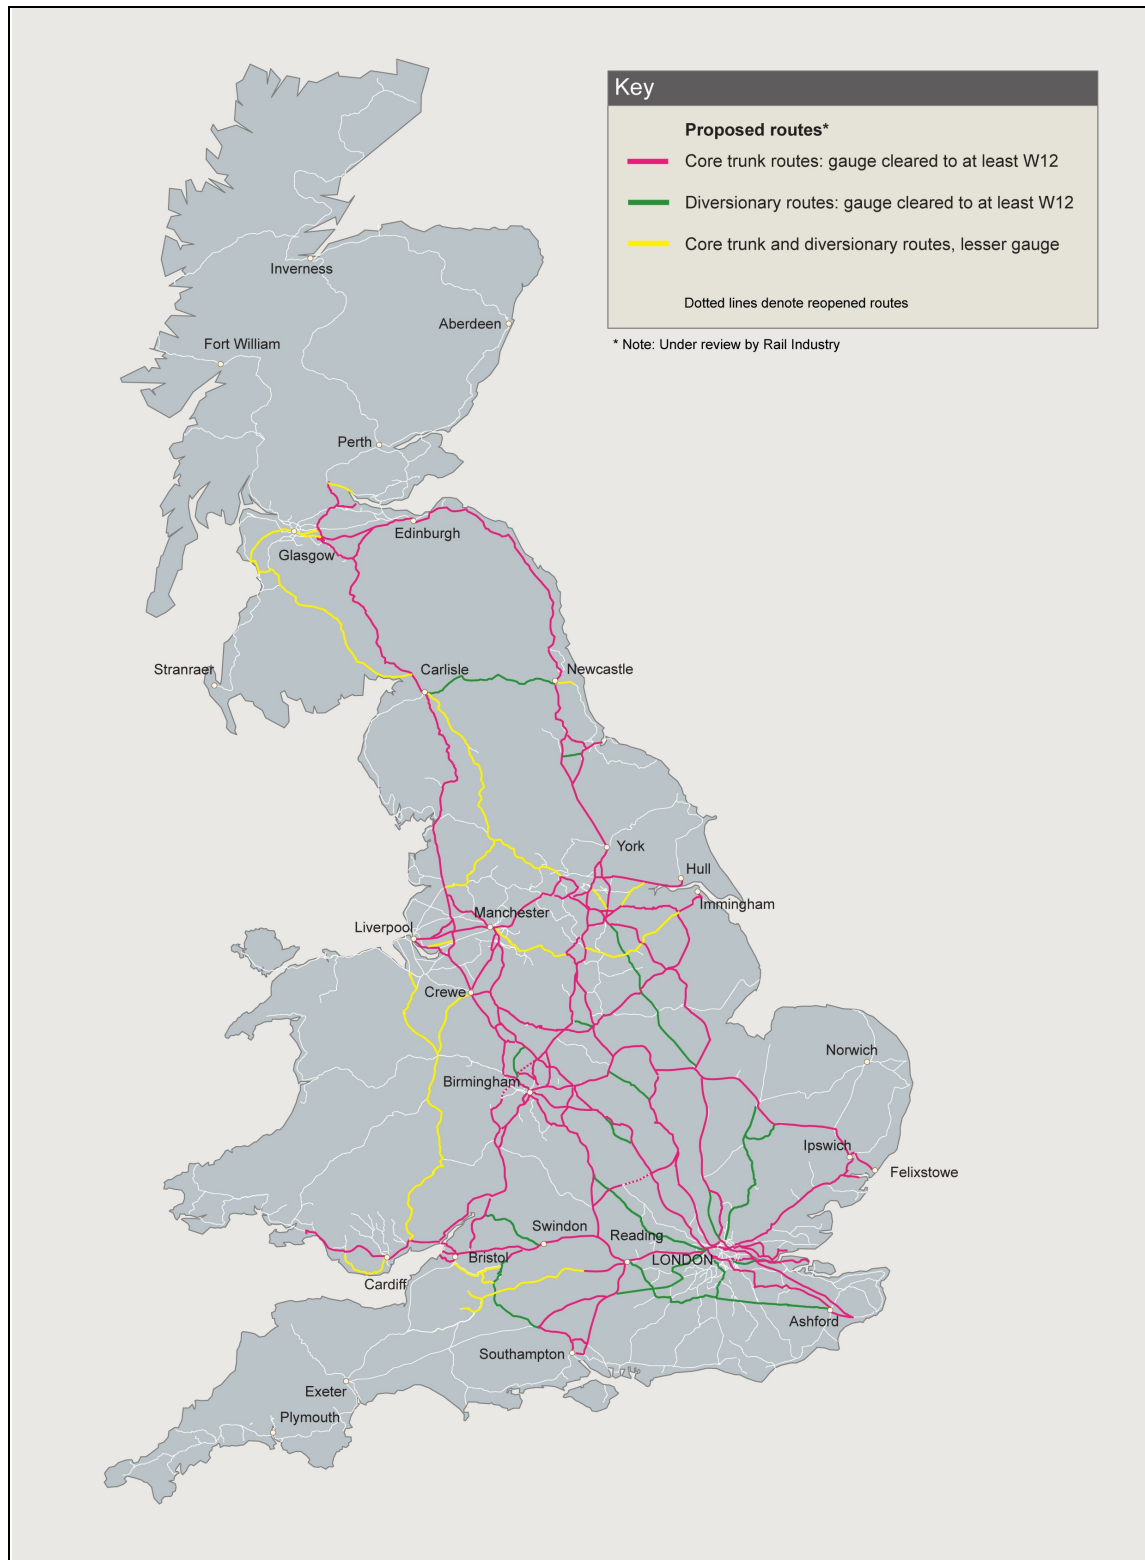 Key
Proposed routes*
Core trunk routes: gauge cleared to at least W12
Diversionary routes: gauge cleared to at least W12
Core trunk and diversionary routes, lesser gauge
Dotted lines denote reopened routes
* Note: Under review by Rail Industry
Inverness
Aberdeen
Fort William
Perth
Edinburgh
Glasgow
Stranraer
Carlisle
Newcastle
York
Hull
Immingham
Manchester
Liverpool
Crewe
Norwich
Birmingham
Ipswich
Felixstowe
Swindon
Reading
Bristol
LONDON
Cardiff
Ashford
Southampton
Exeter
Plymouth